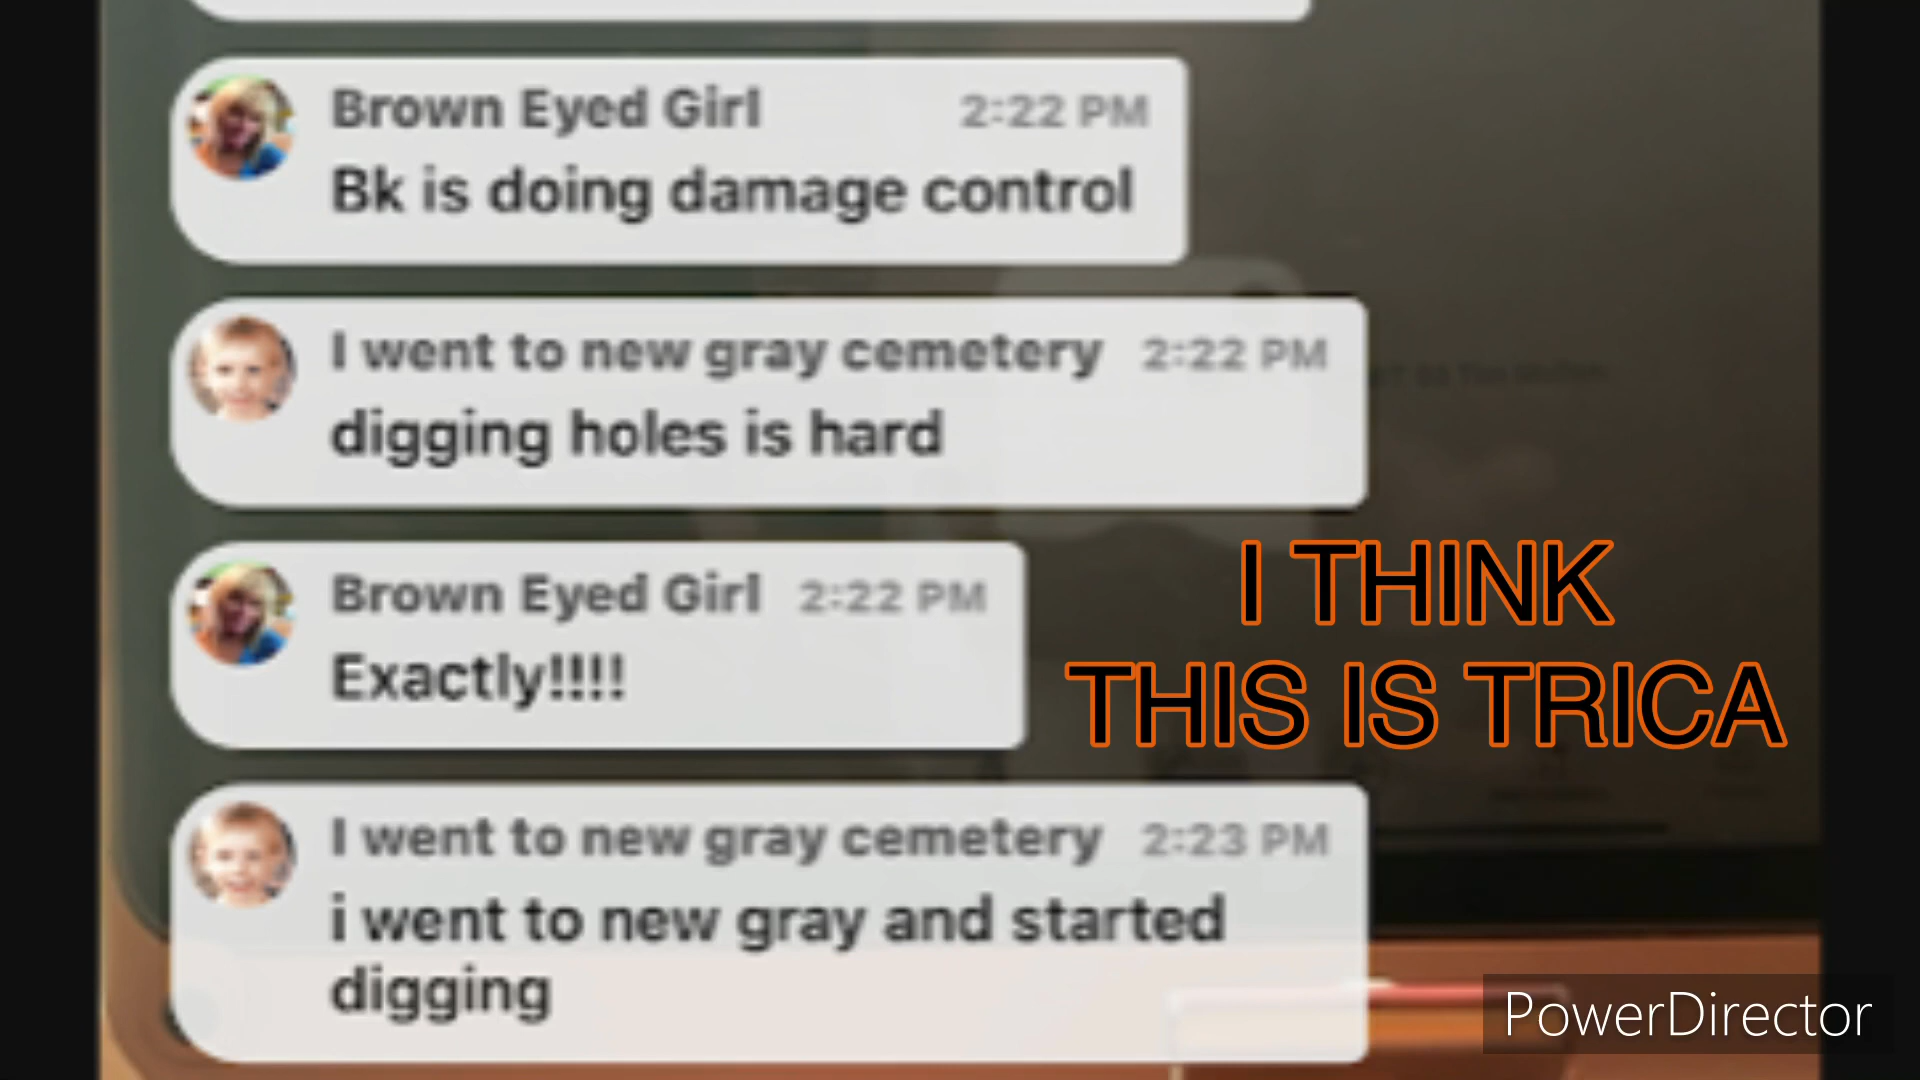 Brown Eyed Girl 2:22 PM
Bk is doing damage control
I went to new gray cemetery 2:22 PM
digging holes is hard
Brown Eyed Girl 2:22 PM
Exactly!!!!
I THINK
THIS IS TRICA
I went to new gray cemetery 2:23 PM
i went to new gray and started
digging
PowerDirector